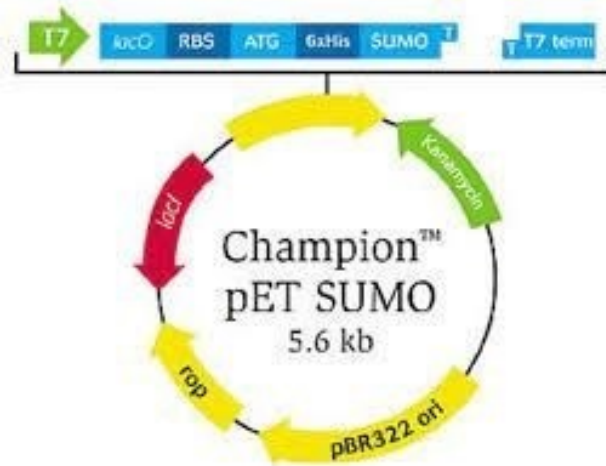 T7 lacO RBS ATG 6xHis SUMO T T T7 term
Kanamycin
lacI
Champion™
pET SUMO
5.6 kb
rop
pBR322 ori